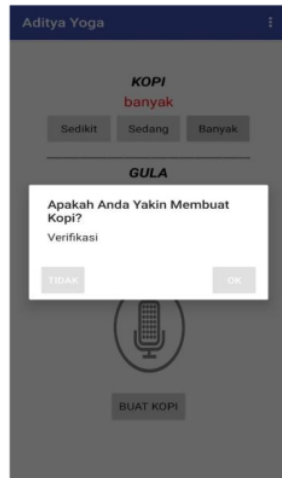 Aditya Yoga
KOPI
banyak
Sedikit Sedang Banyak
GULA
Apakah Anda Yakin Membuat
Kopi?
Verifikasi
TIDAK OK
BUAT KOPI